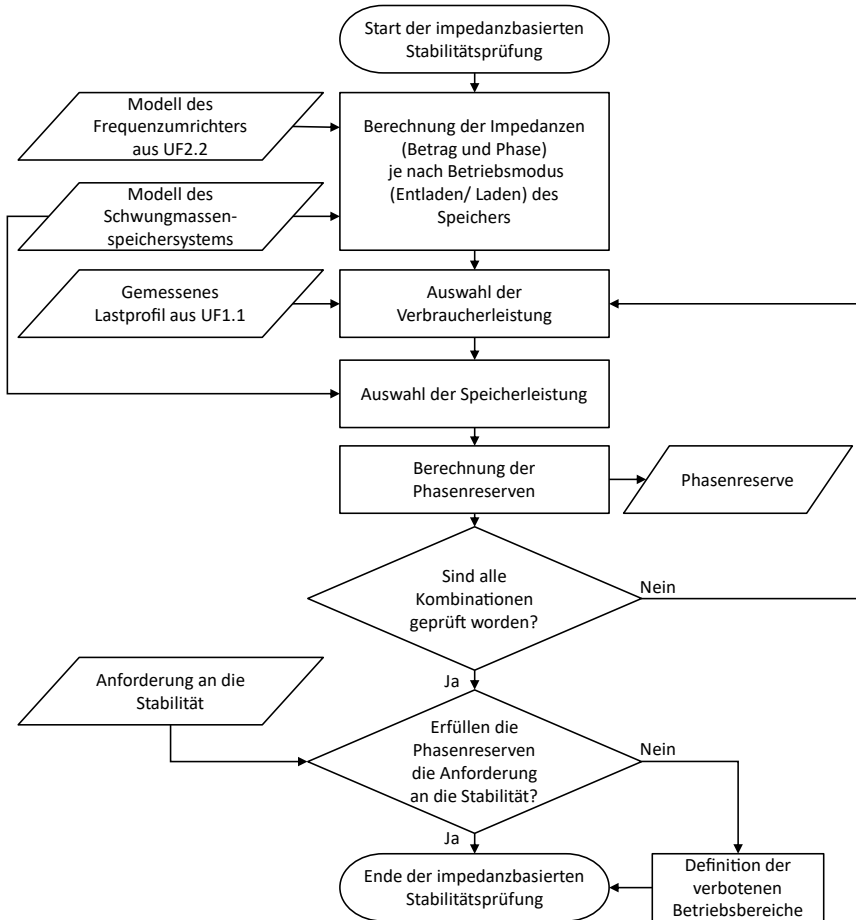 Start der impedanzbasierten
Stabilitätsprüfung
Modell des
Frequenzumrichters
aus UF2.2
Berechnung der Impedanzen
(Betrag und Phase)
je nach Betriebsmodus
(Entladen/ Laden) des
Speichers
Modell des
Schwungmassen-
speichersystems
Gemessenes
Lastprofil aus UF1.1
Auswahl der
Verbraucherleistung
Auswahl der Speicherleistung
Berechnung der
Phasenreserven
Phasenreserve
Sind alle
Kombinationen
geprüft worden?
Nein
Ja
Anforderung an die
Stabilität
Erfüllen die
Phasenreserven
die Anforderung
an die Stabilität?
Nein
Ja
Ende der impedanzbasierten
Stabilitätsprüfung
Definition der
verbotenen
Betriebsbereiche